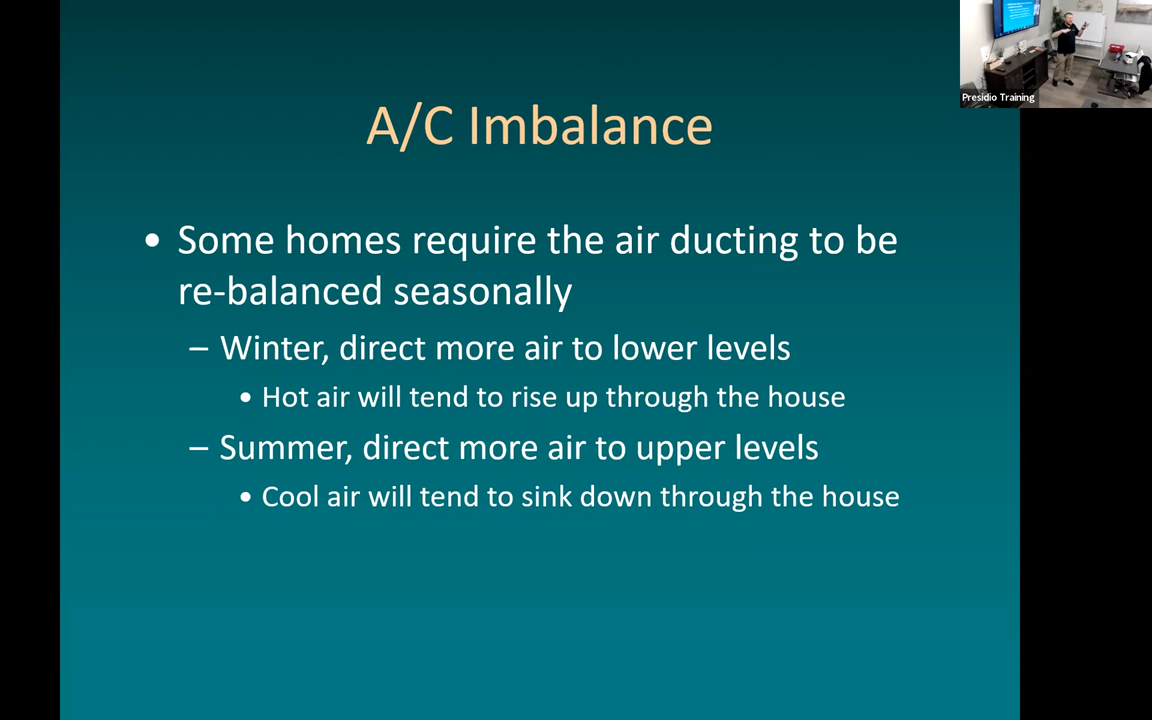 Presidio Training
A/C Imbalance
• Some homes require the air ducting to be
re-balanced seasonally
– Winter, direct more air to lower levels
• Hot air will tend to rise up through the house
– Summer, direct more air to upper levels
• Cool air will tend to sink down through the house